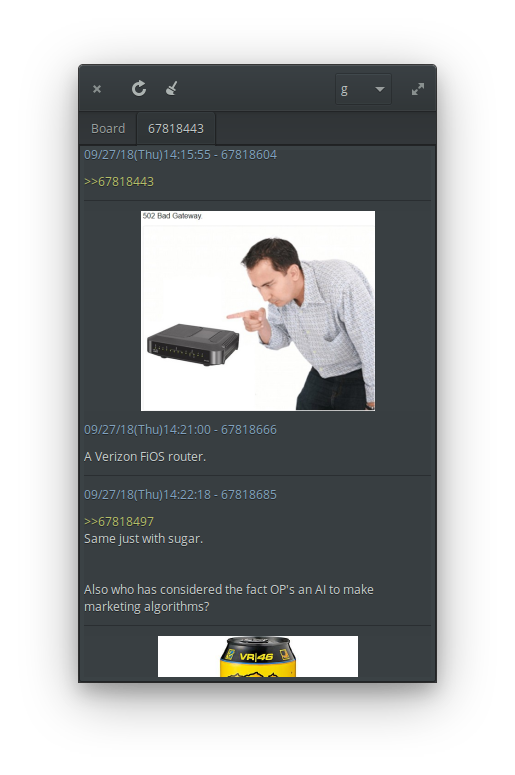 g
Board
67818443
09/27/18(Thu)14:15:55 - 67818604
>>67818443
502 Bad Gateway.
09/27/18(Thu)14:21:00 - 67818666
A Verizon FiOS router.
09/27/18(Thu)14:22:18 - 67818685
>>67818497
Same just with sugar.
Also who has considered the fact OP's an AI to make
marketing algorithms?
VR|46